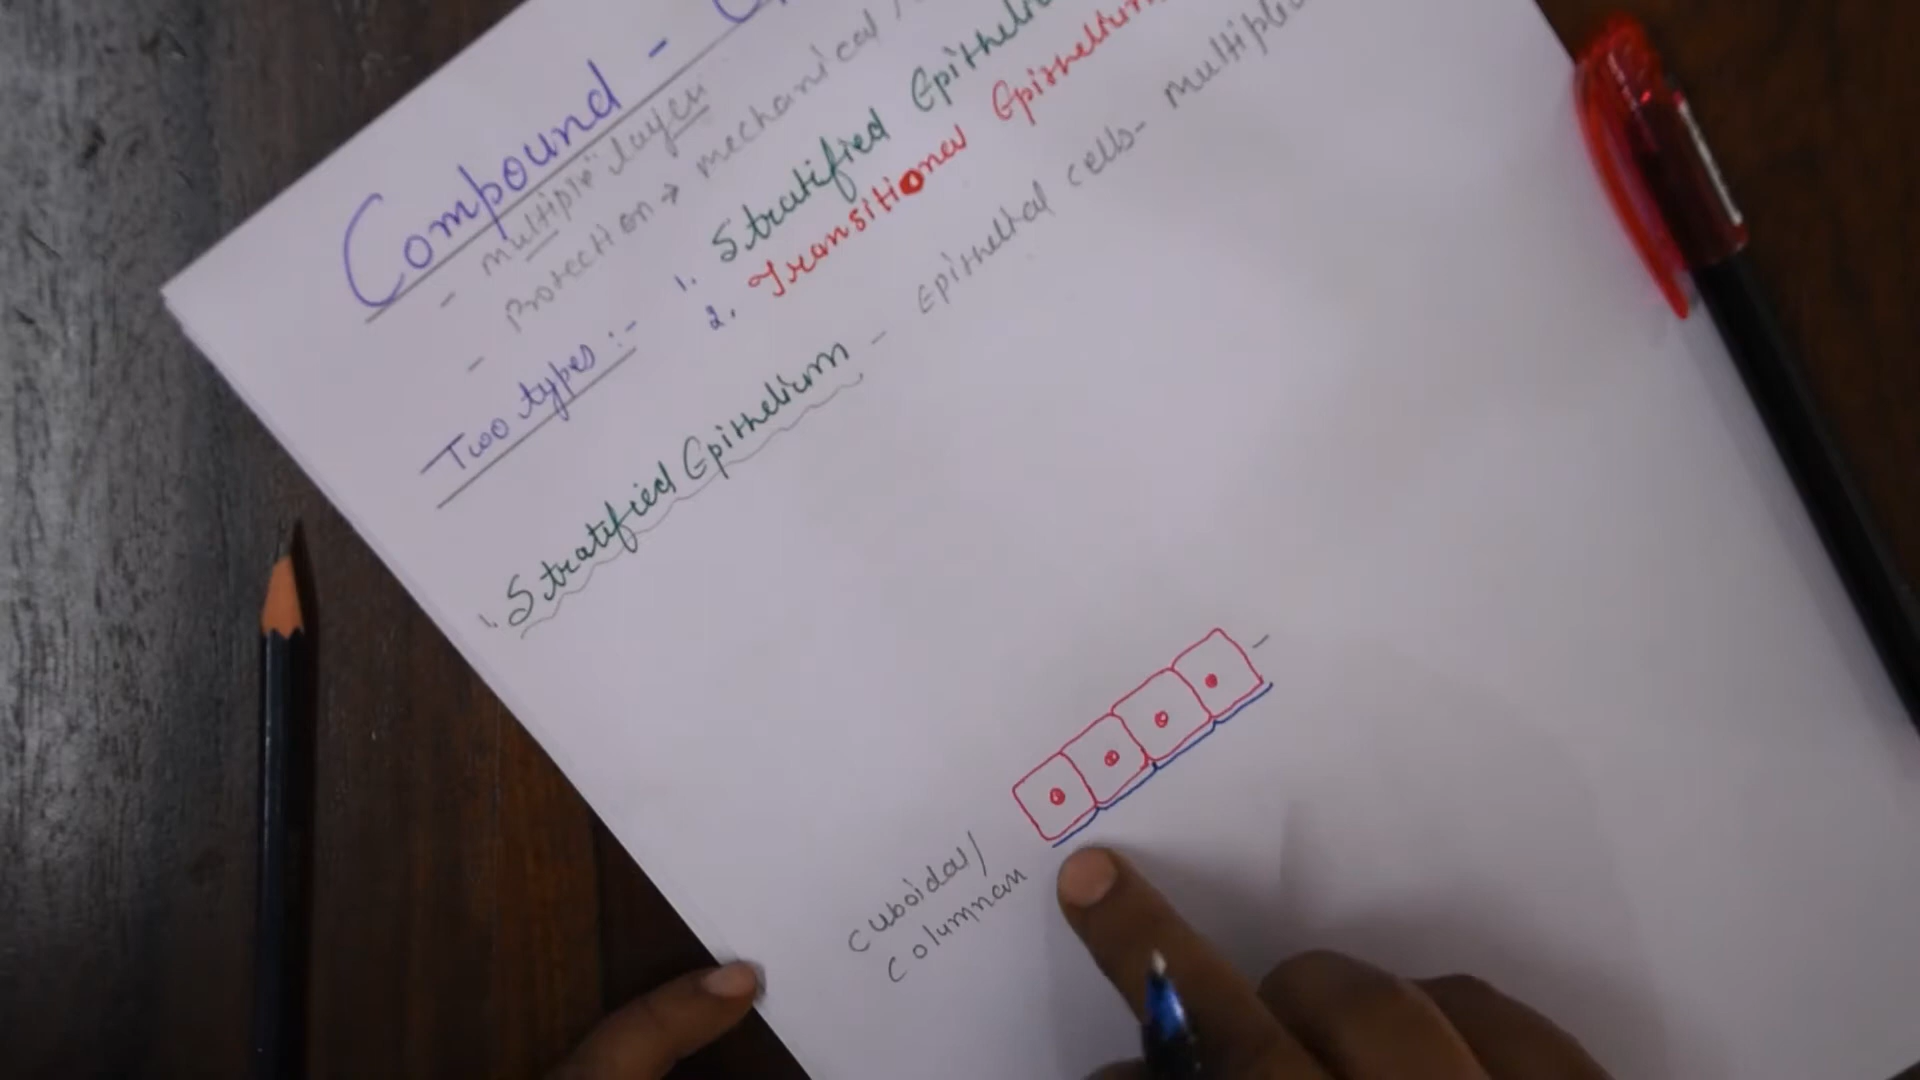 Compound -
- multiple layer
- Protection → mechanical /
Two types :- 1. Stratified Epithelium
2. Transitional Epithelium
1. Stratified Epithelium - Epithelial cells - multiple
cuboidal/
columnar